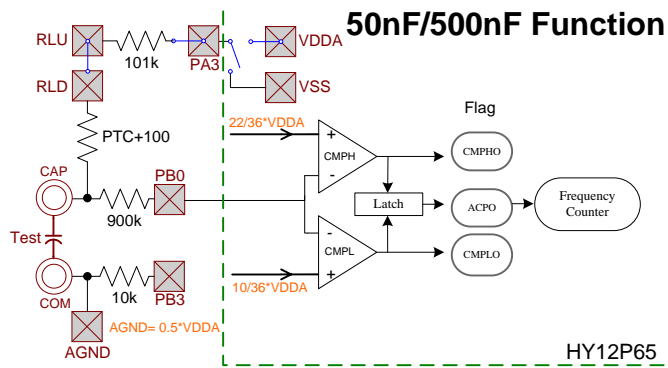 50nF/500nF Function
RLU
101k
PA3
VDDA
RLD
VSS
PTC+100
22/36*VDDA
Flag
+
CMPH
-
CMPHO
CAP
PB0
900k
Latch
ACPO
Frequency
Counter
Test
-
CMPL
+
CMPLO
10/36*VDDA
COM
10k
PB3
AGND= 0.5*VDDA
AGND
HY12P65